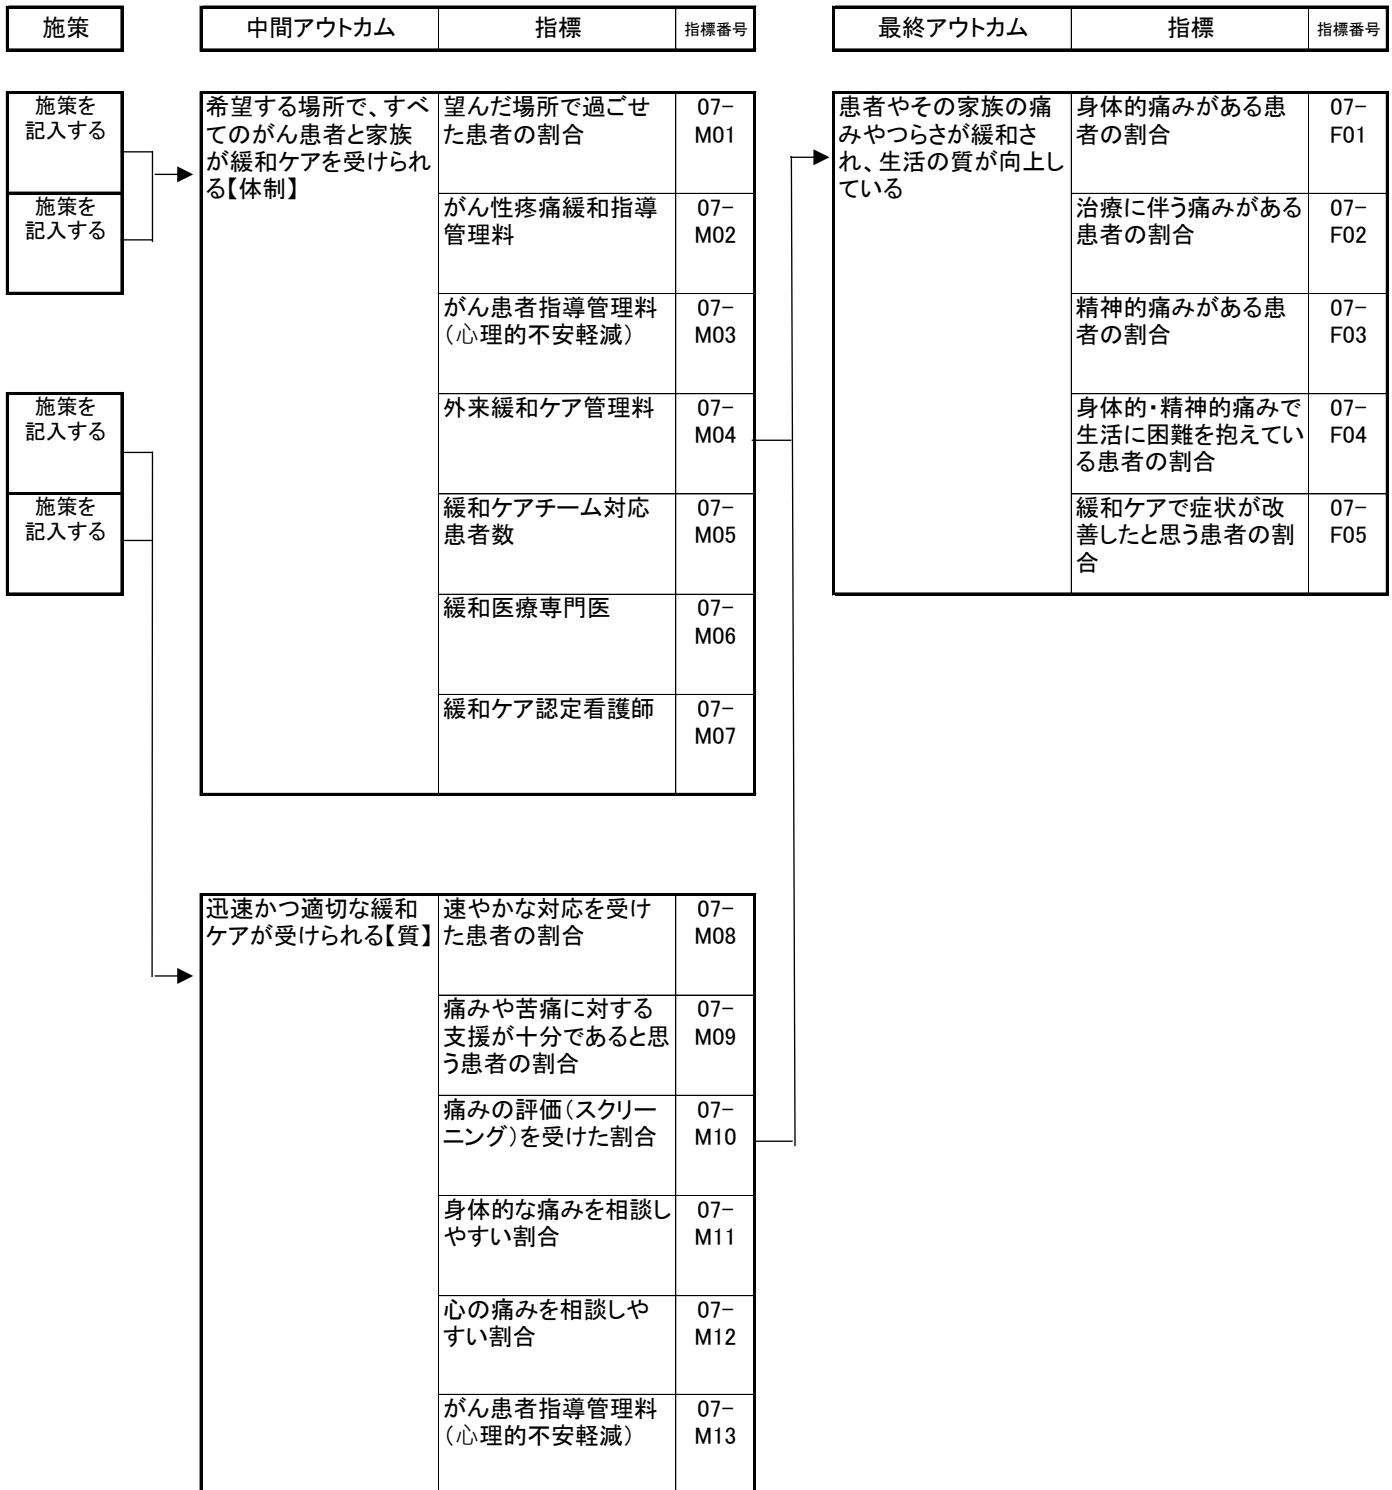 施策
中間アウトカム
指標
指標番号
最終アウトカム
指標
指標番号
施策を
記入する
施策を
記入する
施策を
記入する
施策を
記入する
希望する場所で、すべ
てのがん患者と家族
が緩和ケアを受けられ
る【体制】
望んだ場所で過ごせ
た患者の割合
07-
M01
がん性疼痛緩和指導
管理料
07-
M02
がん患者指導管理料
（心理的不安軽減）
07-
M03
外来緩和ケア管理料
07-
M04
緩和ケアチーム対応
患者数
07-
M05
緩和医療専門医
07-
M06
緩和ケア認定看護師
07-
M07
迅速かつ適切な緩和
ケアが受けられる【質】
速やかな対応を受け
た患者の割合
07-
M08
痛みや苦痛に対する
支援が十分であると思
う患者の割合
07-
M09
痛みの評価（スクリー
ニング）を受けた割合
07-
M10
身体的な痛みを相談し
やすい割合
07-
M11
心の痛みを相談しや
すい割合
07-
M12
がん患者指導管理料
（心理的不安軽減）
07-
M13
患者やその家族の痛
みやつらさが緩和さ
れ、生活の質が向上し
ている
身体的痛みがある患
者の割合
07-
F01
治療に伴う痛みがある
患者の割合
07-
F02
精神的痛みがある患
者の割合
07-
F03
身体的・精神的痛みで
生活に困難を抱えてい
る患者の割合
07-
F04
緩和ケアで症状が改
善したと思う患者の割
合
07-
F05